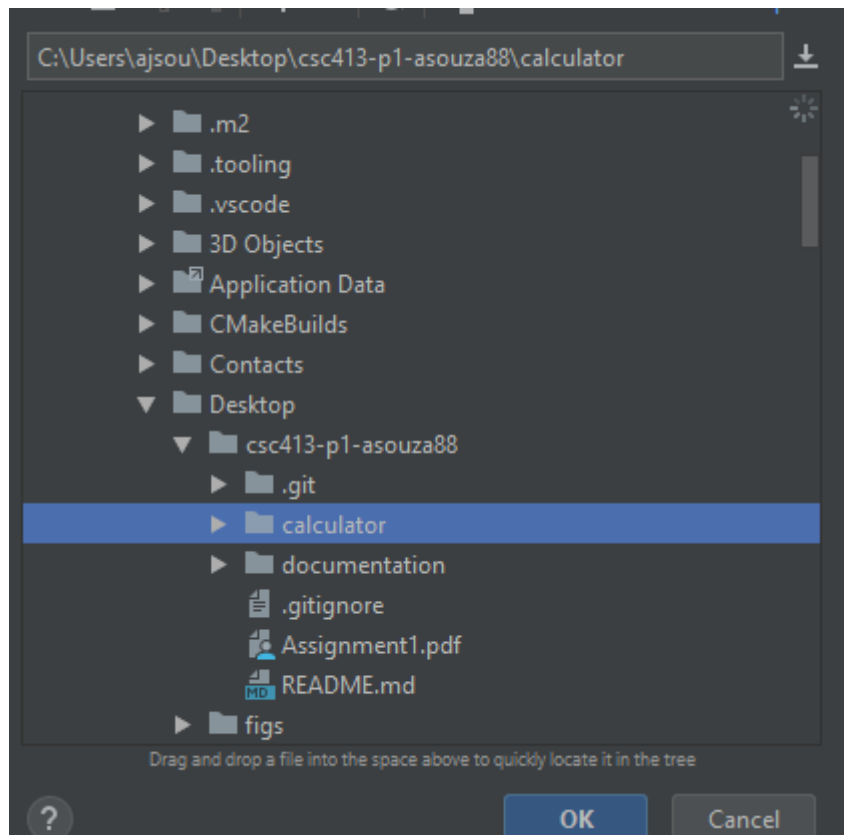 C:\Users\ajsou\Desktop\csc413-p1-asouza88\calculator
.m2
.tooling
.vscode
3D Objects
Application Data
CMakeBuilds
Contacts
Desktop
csc413-p1-asouza88
.git
calculator
documentation
.gitignore
Assignment1.pdf
MD README.md
figs
Drag and drop a file into the space above to quickly locate it in the tree
? OK Cancel